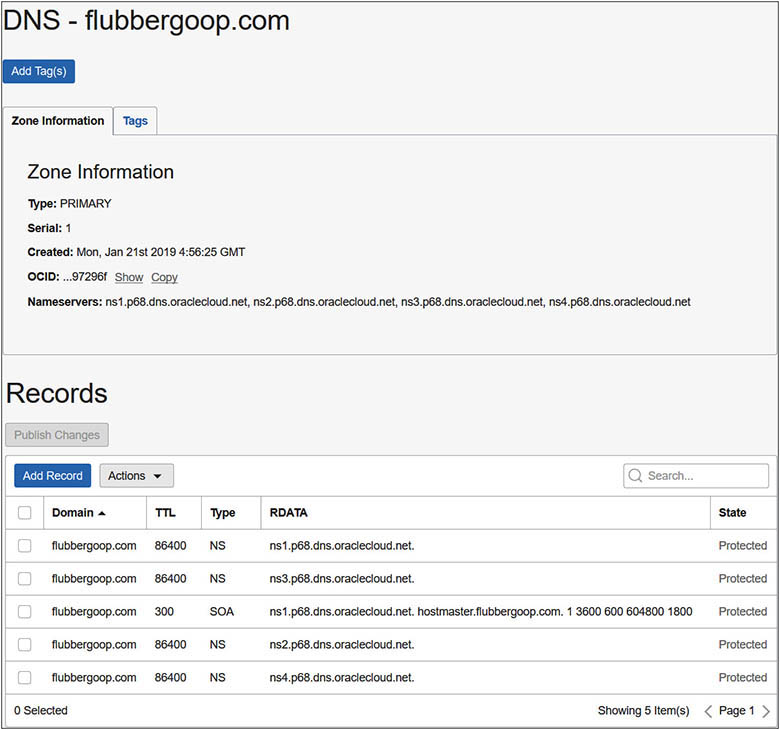 DNS - flubbergoop.com
Add Tag(s)
Zone Information Tags
Zone Information
Type: PRIMARY
Serial: 1
Created: Mon, Jan 21st 2019 4:56:25 GMT
OCID: ...97296f Show Copy
Nameservers: ns1.p68.dns.oraclecloud.net, ns2.p68.dns.oraclecloud.net, ns3.p68.dns.oraclecloud.net, ns4.p68.dns.oraclecloud.net
Records
Publish Changes
Add Record Actions Search...
Domain TTL Type RDATA State
flubbergoop.com 86400 NS ns1.p68.dns.oraclecloud.net. Protected
flubbergoop.com 86400 NS ns3.p68.dns.oraclecloud.net. Protected
flubbergoop.com 300 SOA ns1.p68.dns.oraclecloud.net. hostmaster.flubbergoop.com. 1 3600 600 604800 1800 Protected
flubbergoop.com 86400 NS ns2.p68.dns.oraclecloud.net. Protected
flubbergoop.com 86400 NS ns4.p68.dns.oraclecloud.net. Protected
0 Selected Showing 5 Item(s) Page 1